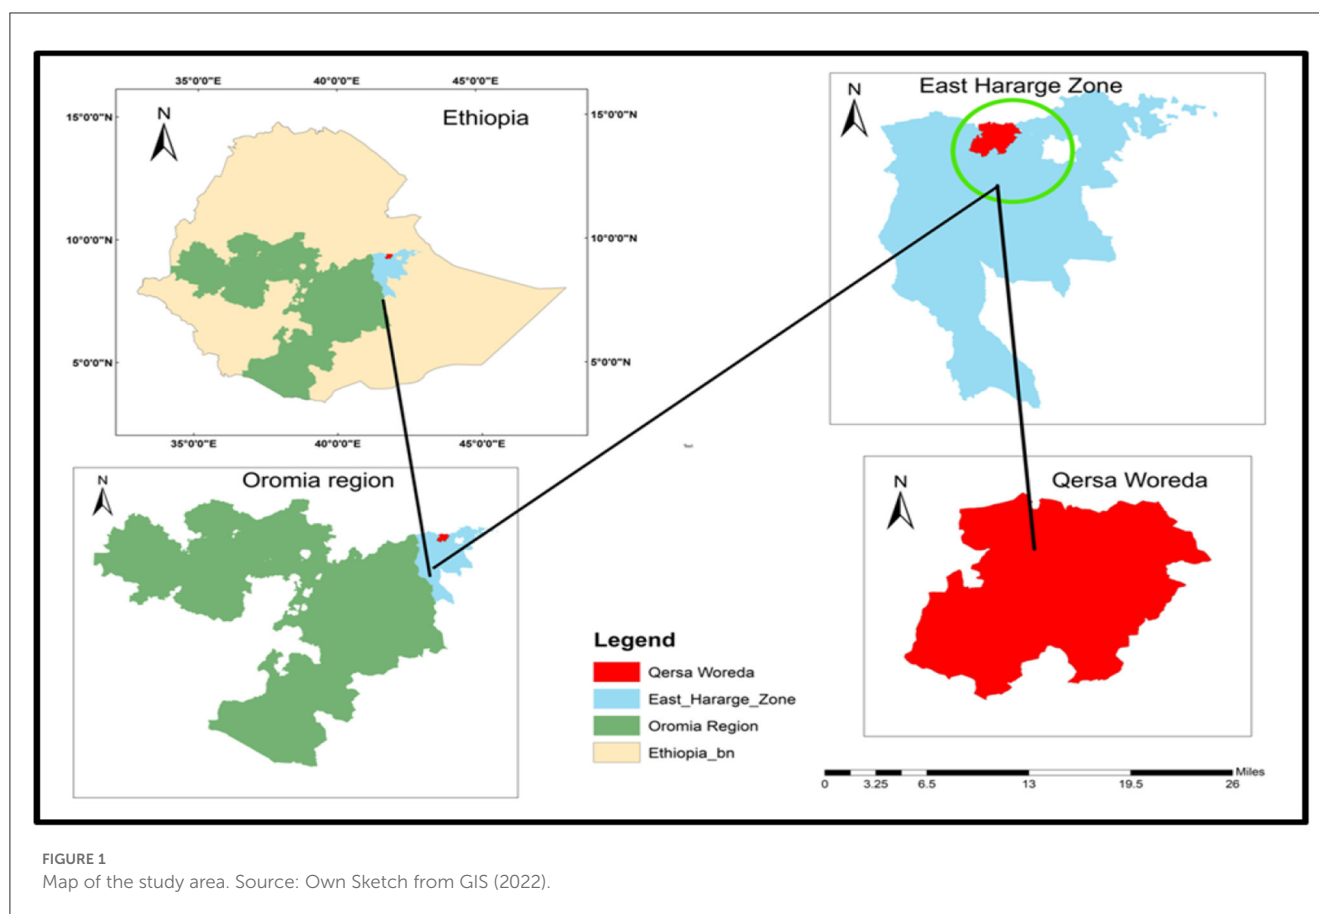 35°0'0"E 40°0'0"E 45°0'0"E
N
Ethiopia
15°0'0"N 15°0'0"N
10°0'0"N 10°0'0"N
5°0'0"N 5°0'0"N
35°0'0"E 40°0'0"E 45°0'0"E
East Hararge Zone
N
Oromia region
N
Qersa Woreda
N
Legend
Qersa Woreda
East_Hararge_Zone
Oromia Region
Ethiopia_bn
Miles
0 3.25 6.5 13 19.5 26
FIGURE 1
Map of the study area. Source: Own Sketch from GIS (2022).